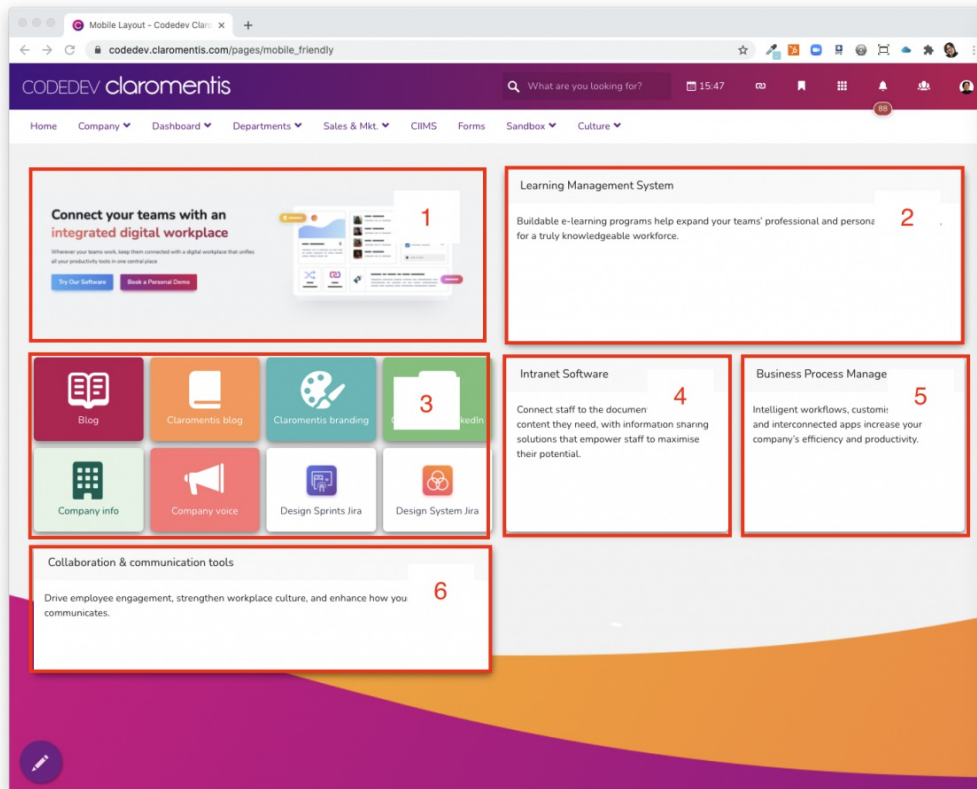 Mobile Layout - Codedev Clar
codedev.claromentis.com/pages/mobile_friendly
CODEDEV claromentis
What are you looking for?
15:47
88
Home Company Dashboard Departments Sales & Mkt. CIIMS Forms Sandbox Culture
Connect your teams with an
integrated digital workplace
Wherever your teams work, keep them connected with a digital workplace that unifies
all your productivity tools in one central place
Try Our Software Book a Personal Demo
1
Learning Management System
Buildable e-learning programs help expand your teams' professional and persona
for a truly knowledgeable workforce.
2
Blog
Claromentis blog
Claromentis branding
kedIn
3
Company info
Company voice
Design Sprints Jira
Design System Jira
Intranet Software
4
Connect staff to the documen
content they need, with information sharing
solutions that empower staff to maximise
their potential.
Business Process Manage
5
Intelligent workflows, customi
and interconnected apps increase your
company's efficiency and productivity.
Collaboration & communication tools
6
Drive employee engagement, strengthen workplace culture, and enhance how you
communicates.